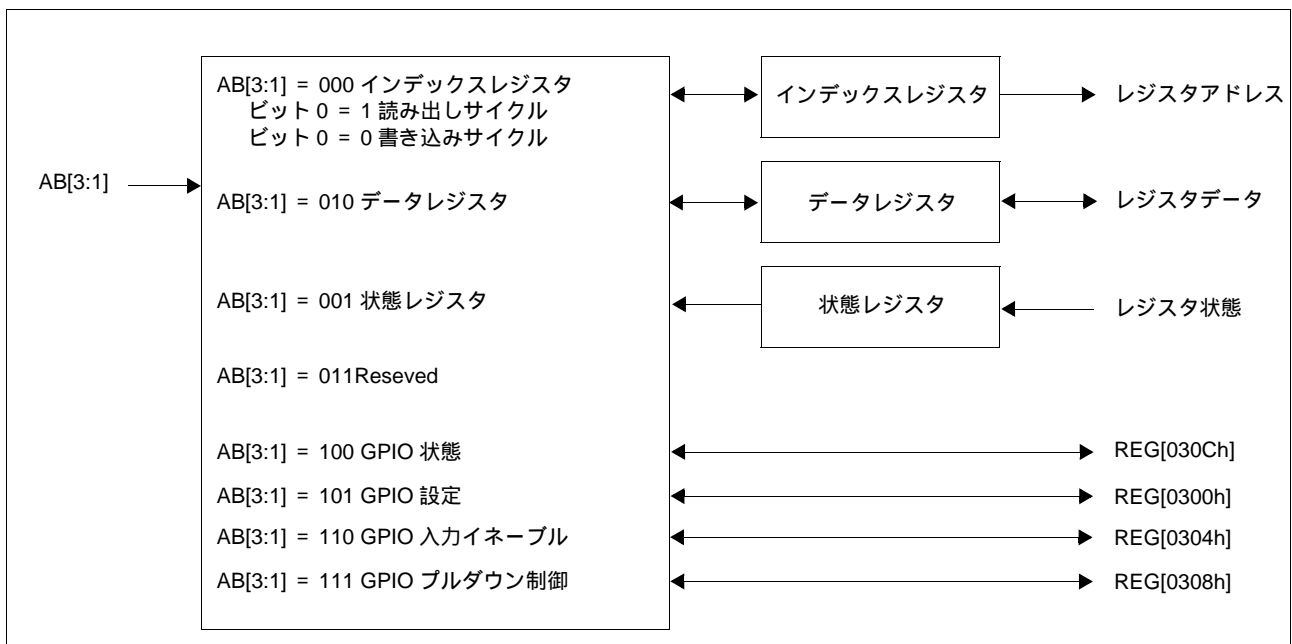 AB[3:1] = 000 インデックスレジスタ
ビット 0 = 1 読み出しサイクル
ビット 0 = 0 書き込みサイクル
インデックスレジスタ
レジスタアドレス
AB[3:1]
AB[3:1] = 010 データレジスタ
データレジスタ
レジスタデータ
AB[3:1] = 001 状態レジスタ
状態レジスタ
レジスタ状態
AB[3:1] = 011Reseved
AB[3:1] = 100 GPIO 状態
REG[030Ch]
AB[3:1] = 101 GPIO 設定
REG[0300h]
AB[3:1] = 110 GPIO 入力イネーブル
REG[0304h]
AB[3:1] = 111 GPIO プルダウン制御
REG[0308h]